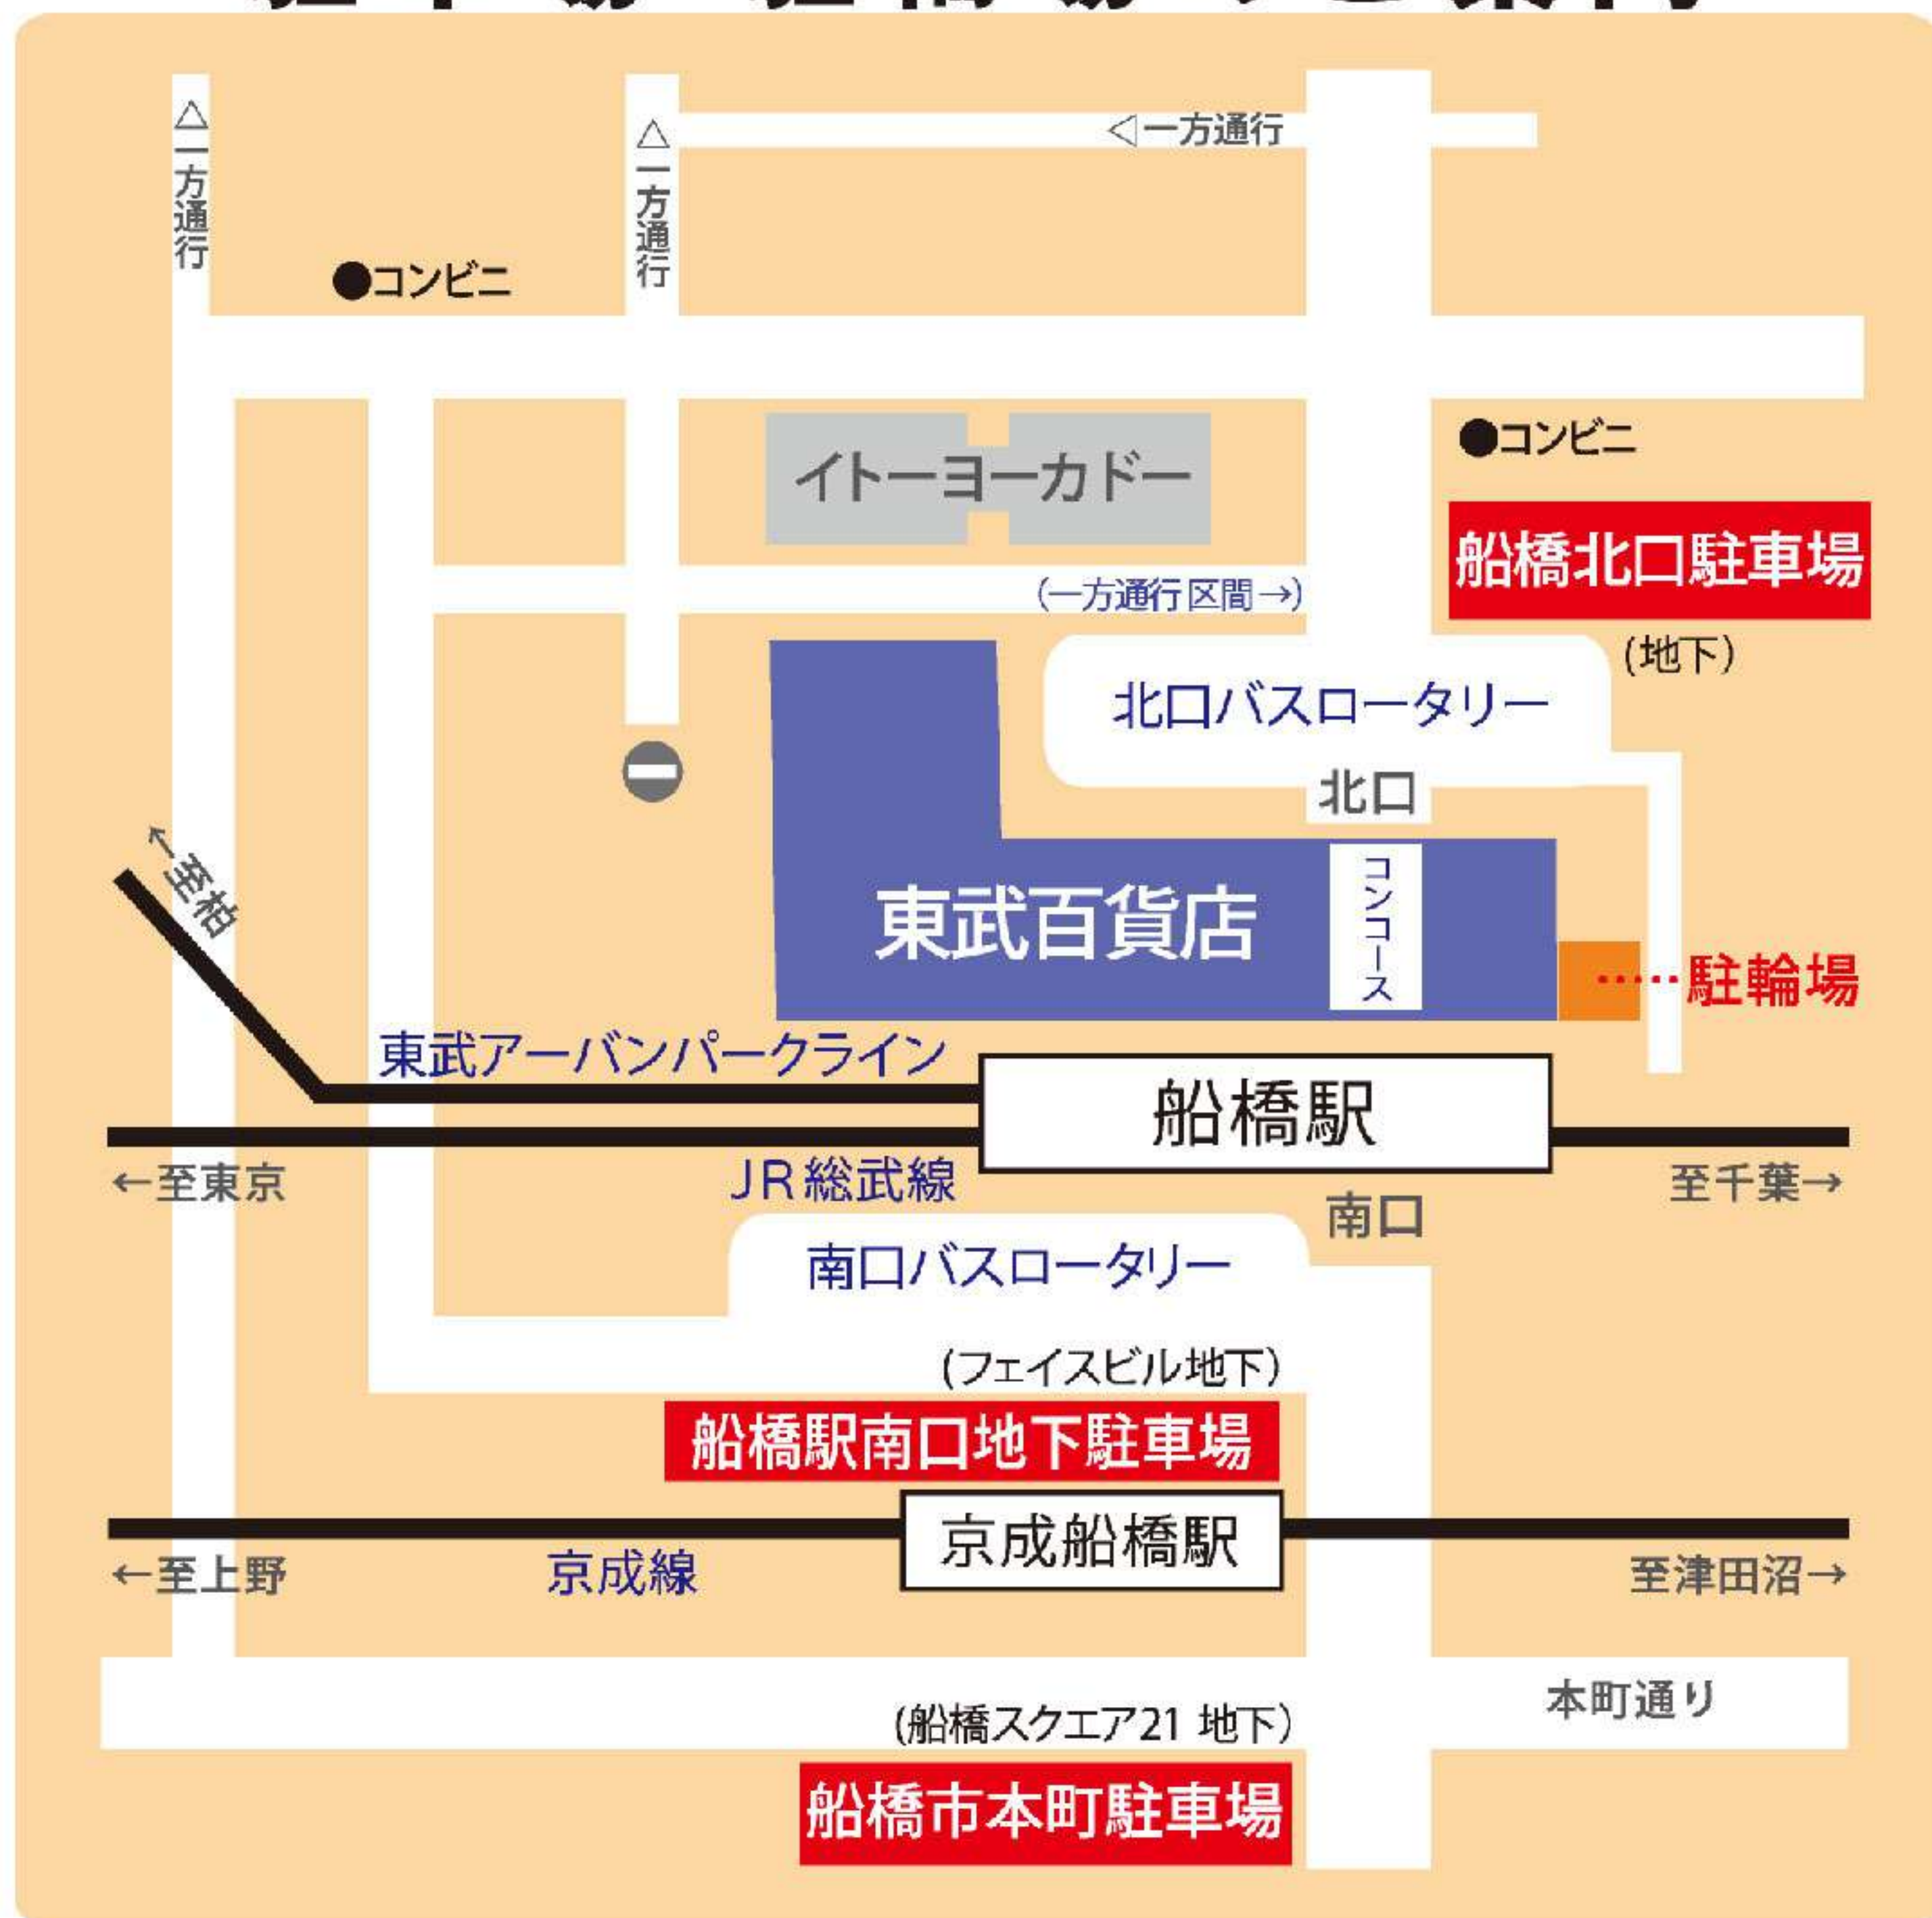 △一方通行
△一方通行
◁一方通行
●コンビニ
イトーヨーカドー
●コンビニ
船橋北口駐車場
(地下)
(一方通行区間→)
北口バスロータリー
北口
←至柏
東武百貨店
コンコース
……駐輪場
東武アーバンパークライン
船橋駅
←至東京
JR総武線
至千葉→
南口
南口バスロータリー
(フェイスビル地下)
船橋駅南口地下駐車場
京成船橋駅
←至上野
京成線
至津田沼→
本町通り
(船橋スクエア21 地下)
船橋市本町駐車場